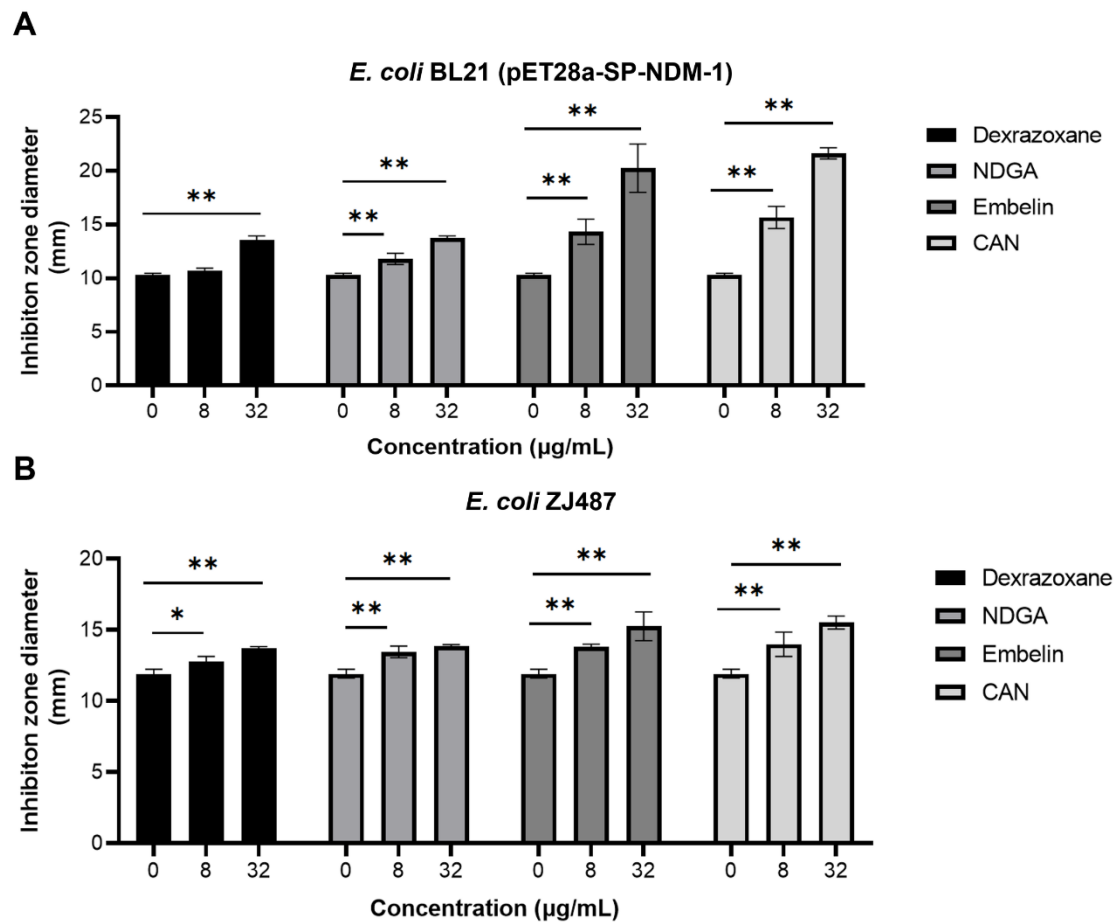 A
E. coli BL21 (pET28a-SP-NDM-1)
Inhibiton zone diameter
(mm)
25
20
15
10
5
0
**
**
**
**
**
**
**
0 8 32 0 8 32 0 8 32 0 8 32
Concentration (μg/mL)
Dexrazoxane
NDGA
Embelin
CAN
B
E. coli ZJ487
Inhibiton zone diameter
(mm)
20
15
10
5
0
**
*
**
**
**
**
**
**
0 8 32 0 8 32 0 8 32 0 8 32
Concentration (μg/mL)
Dexrazoxane
NDGA
Embelin
CAN